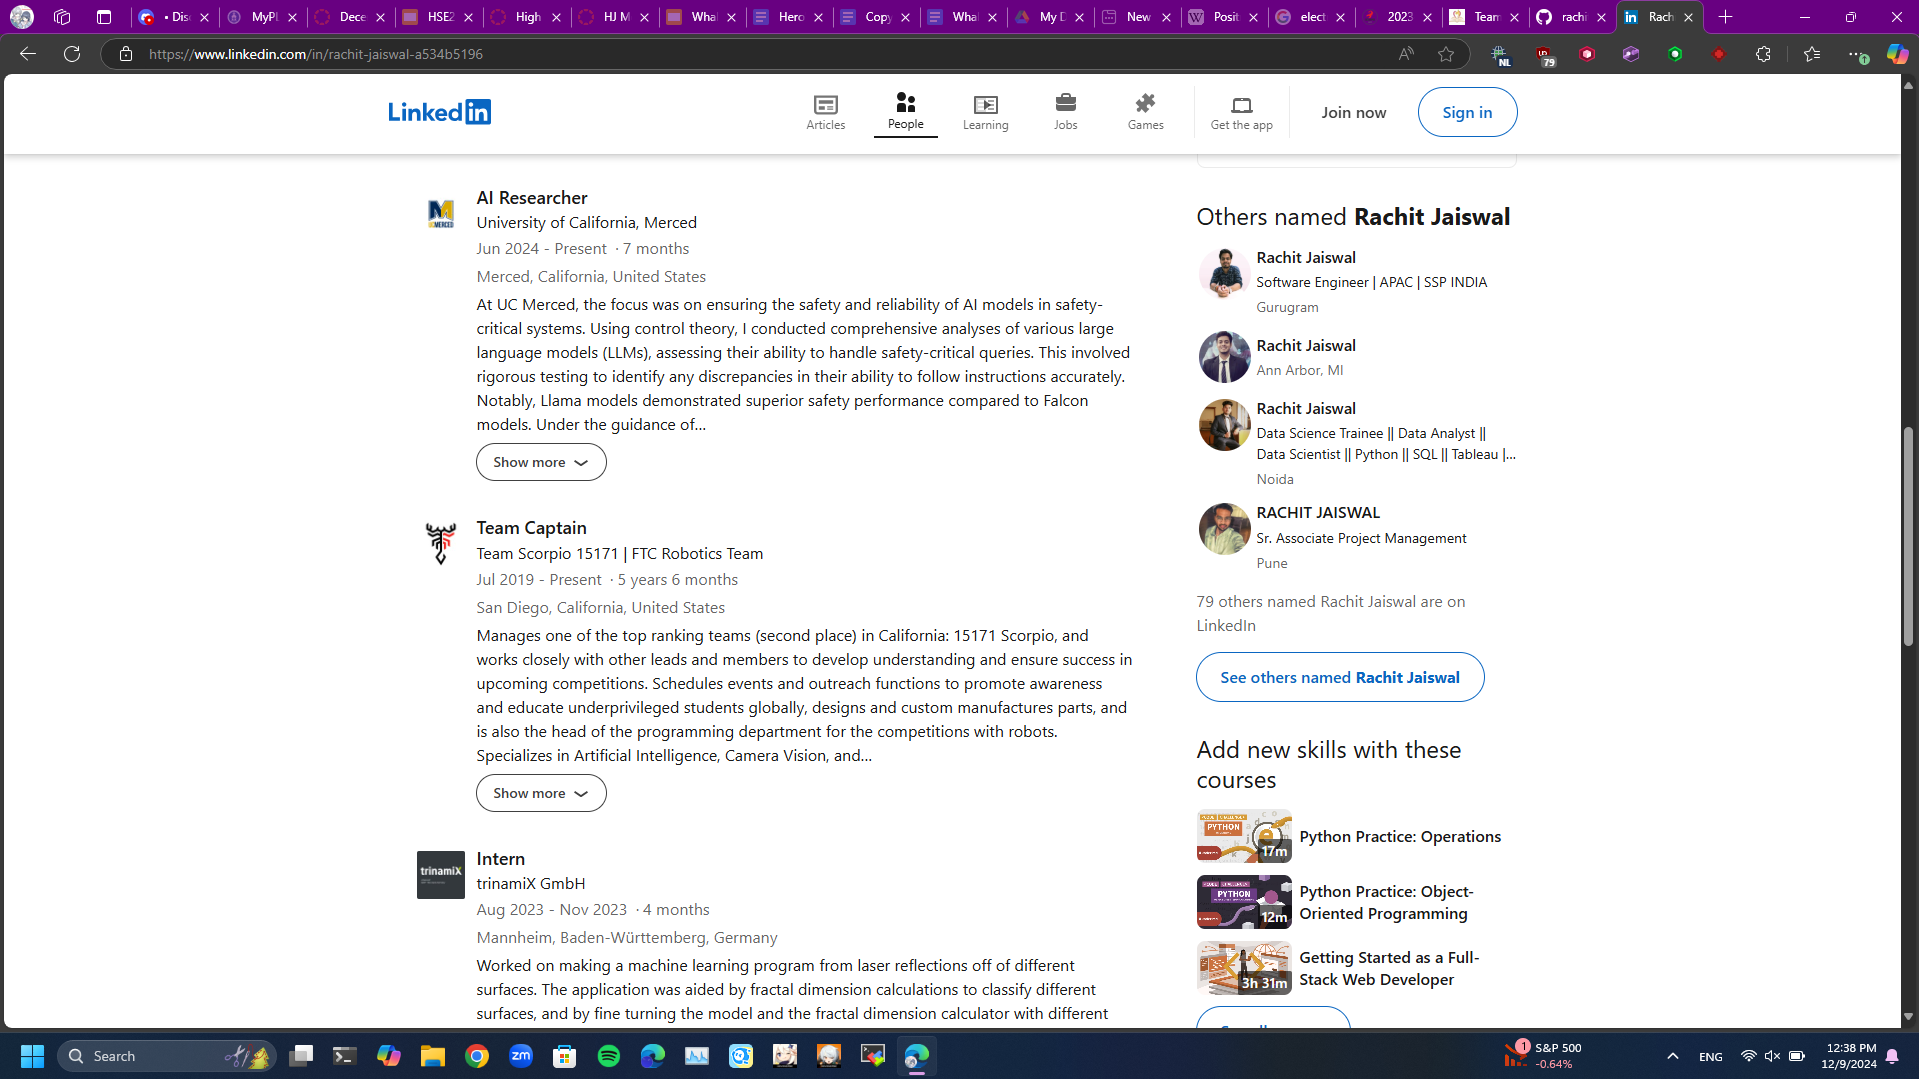 Disc
MyPL
Dece
HSE2
High
HJ M
Wha
Hero
Copy
Wha
My D
New
Posit
elect
2023
Team
rachi
Rach
https://www.linkedin.com/in/rachit-jaiswal-a534b5196
NL
79
LinkedIn
Articles
People
Learning
Jobs
Games
Get the app
Join now
Sign in
AI Researcher
University of California, Merced
Jun 2024 - Present · 7 months
Merced, California, United States
At UC Merced, the focus was on ensuring the safety and reliability of AI models in safety-
critical systems. Using control theory, I conducted comprehensive analyses of various large
language models (LLMs), assessing their ability to handle safety-critical queries. This involved
rigorous testing to identify any discrepancies in their ability to follow instructions accurately.
Notably, Llama models demonstrated superior safety performance compared to Falcon
models. Under the guidance of...
Show more
Team Captain
Team Scorpio 15171 | FTC Robotics Team
Jul 2019 - Present · 5 years 6 months
San Diego, California, United States
Manages one of the top ranking teams (second place) in California: 15171 Scorpio, and
works closely with other leads and members to develop understanding and ensure success in
upcoming competitions. Schedules events and outreach functions to promote awareness
and educate underprivileged students globally, designs and custom manufactures parts, and
is also the head of the programming department for the competitions with robots.
Specializes in Artificial Intelligence, Camera Vision, and...
Show more
trinamiX
Intern
trinamiX GmbH
Aug 2023 - Nov 2023 · 4 months
Mannheim, Baden-Württemberg, Germany
Worked on making a machine learning program from laser reflections off of different
surfaces. The application was aided by fractal dimension calculations to classify different
surfaces, and by fine turning the model and the fractal dimension calculator with different
Others named Rachit Jaiswal
Rachit Jaiswal
Software Engineer | APAC | SSP INDIA
Gurugram
Rachit Jaiswal
Ann Arbor, MI
Rachit Jaiswal
Data Science Trainee || Data Analyst ||
Data Scientist || Python || SQL || Tableau |...
Noida
RACHIT JAISWAL
Sr. Associate Project Management
Pune
79 others named Rachit Jaiswal are on
LinkedIn
See others named Rachit Jaiswal
Add new skills with these
courses
PYTHON
17m
Python Practice: Operations
PYTHON
12m
Python Practice: Object-
Oriented Programming
3h 31m
Getting Started as a Full-
Stack Web Developer
Search
zm
1
S&P 500
-0.64%
ENG
12:38 PM
12/9/2024